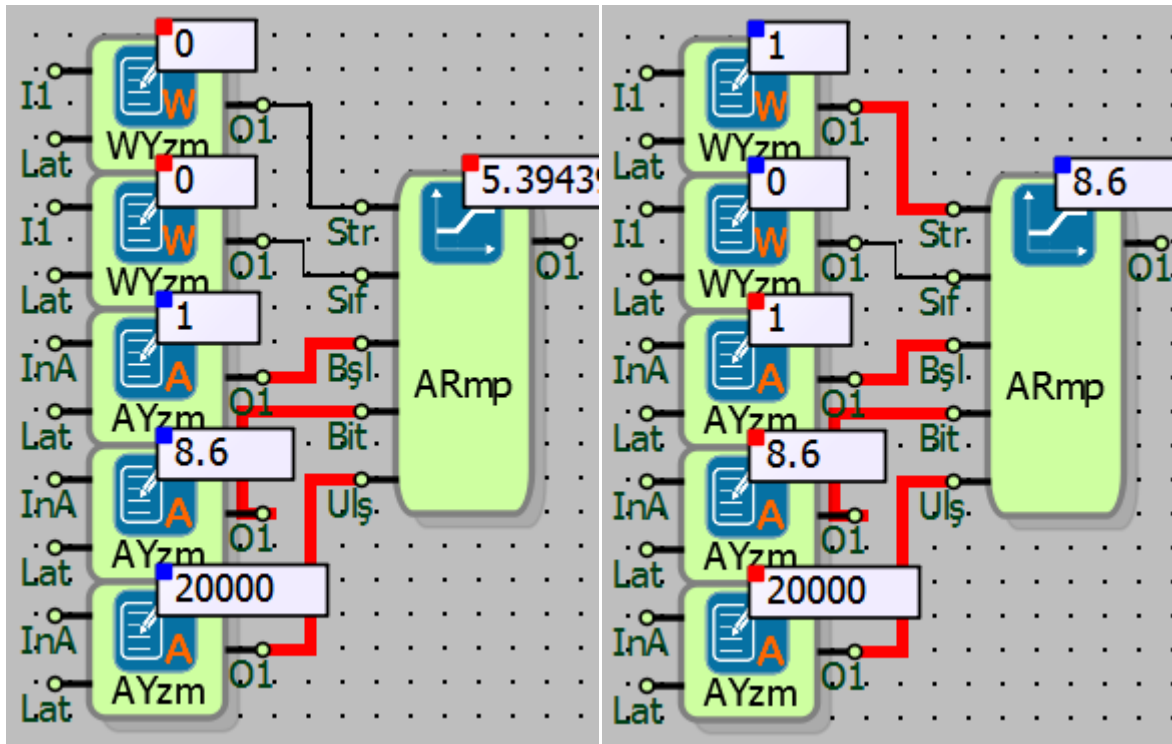 0
I1
W
O1
Lat
WYzm
0
5.39439
I1
W
O1
Str
Lat
WYzm
Sıf
O1
1
InA
A
O1
Bşl
ARmp
Lat
AYzm
Bit
8.6
InA
A
O1
Ulş
Lat
AYzm
20000
InA
A
O1
Lat
AYzm
1
I1
W
O1
Lat
WYzm
0
8.6
I1
W
O1
Str
Lat
WYzm
Sıf
O1
1
InA
A
O1
Bşl
ARmp
Lat
AYzm
Bit
8.6
InA
A
O1
Ulş
Lat
AYzm
20000
InA
A
O1
Lat
AYzm